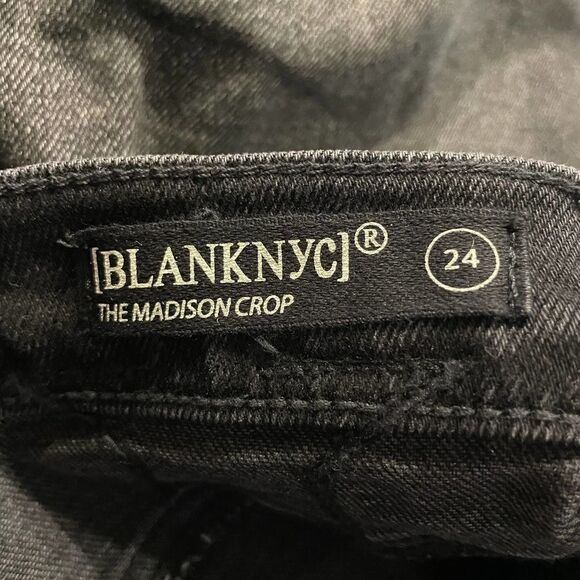 [BLANKNYC]® 24
THE MADISON CROP